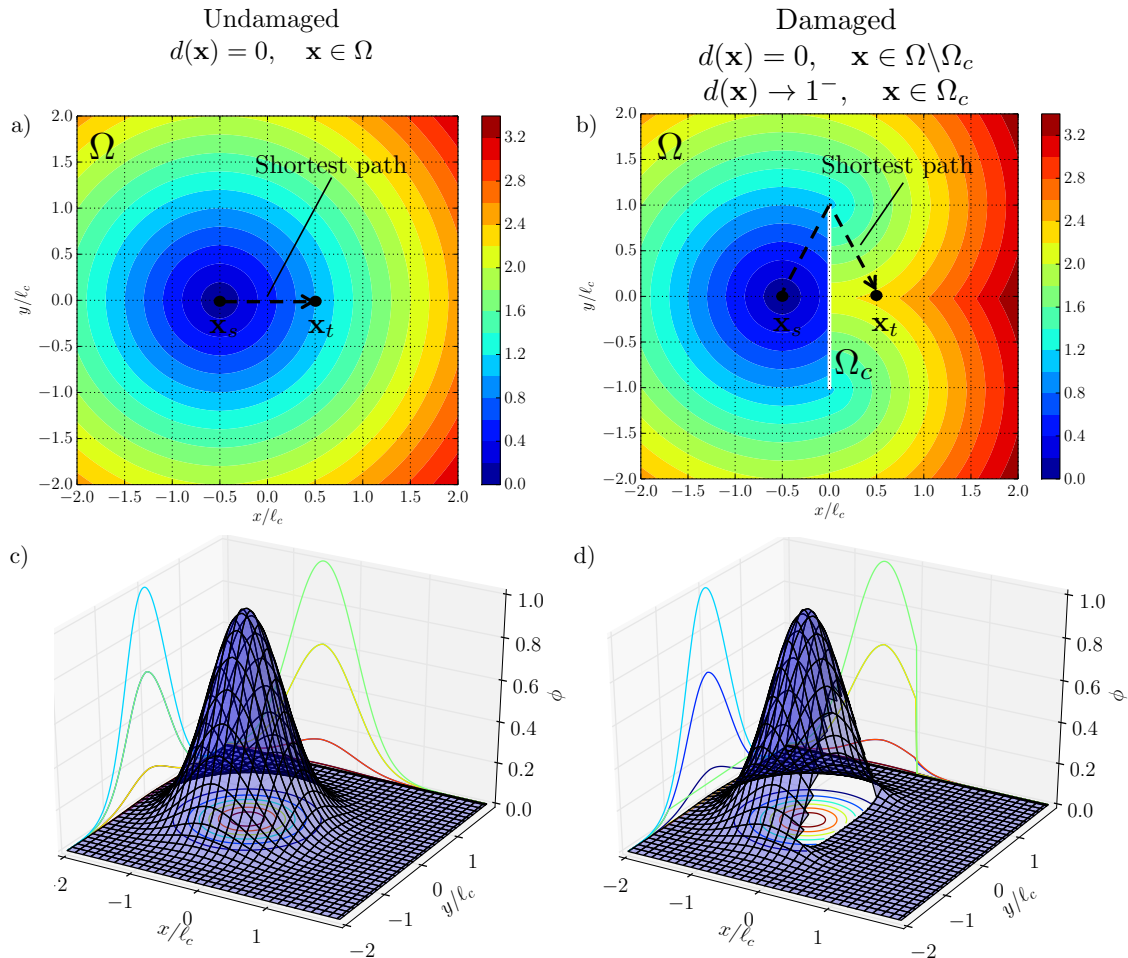 Undamaged
d(𝐱) = 0, 𝐱 ∈ Ω
Damaged
d(𝐱) = 0, 𝐱 ∈ Ω\Ω_c
d(𝐱) → 1⁻, 𝐱 ∈ Ω_c
a)
Ω
Shortest path
𝐱_s
𝐱_t
2.0
1.5
1.0
0.5
0.0
−0.5
−1.0
−1.5
−2.0
y/ℓ_c
−2.0 −1.5 −1.0 −0.5 0.0 0.5 1.0 1.5 2.0
x/ℓ_c
3.2
2.8
2.4
2.0
1.6
1.2
0.8
0.4
0.0
b)
Ω
Shortest path
𝐱_s
𝐱_t
Ω_c
2.0
1.5
1.0
0.5
0.0
−0.5
−1.0
−1.5
−2.0
y/ℓ_c
−2.0 −1.5 −1.0 −0.5 0.0 0.5 1.0 1.5 2.0
x/ℓ_c
3.2
2.8
2.4
2.0
1.6
1.2
0.8
0.4
0.0
c)
1.0
0.8
0.6
0.4
0.2
0.0
ϕ
-2 −1 0 1
x/ℓ_c
−2 −1 0 1
y/ℓ_c
d)
1.0
0.8
0.6
0.4
0.2
0.0
ϕ
−2 −1 0 1
x/ℓ_c
−2 −1 0 1
y/ℓ_c